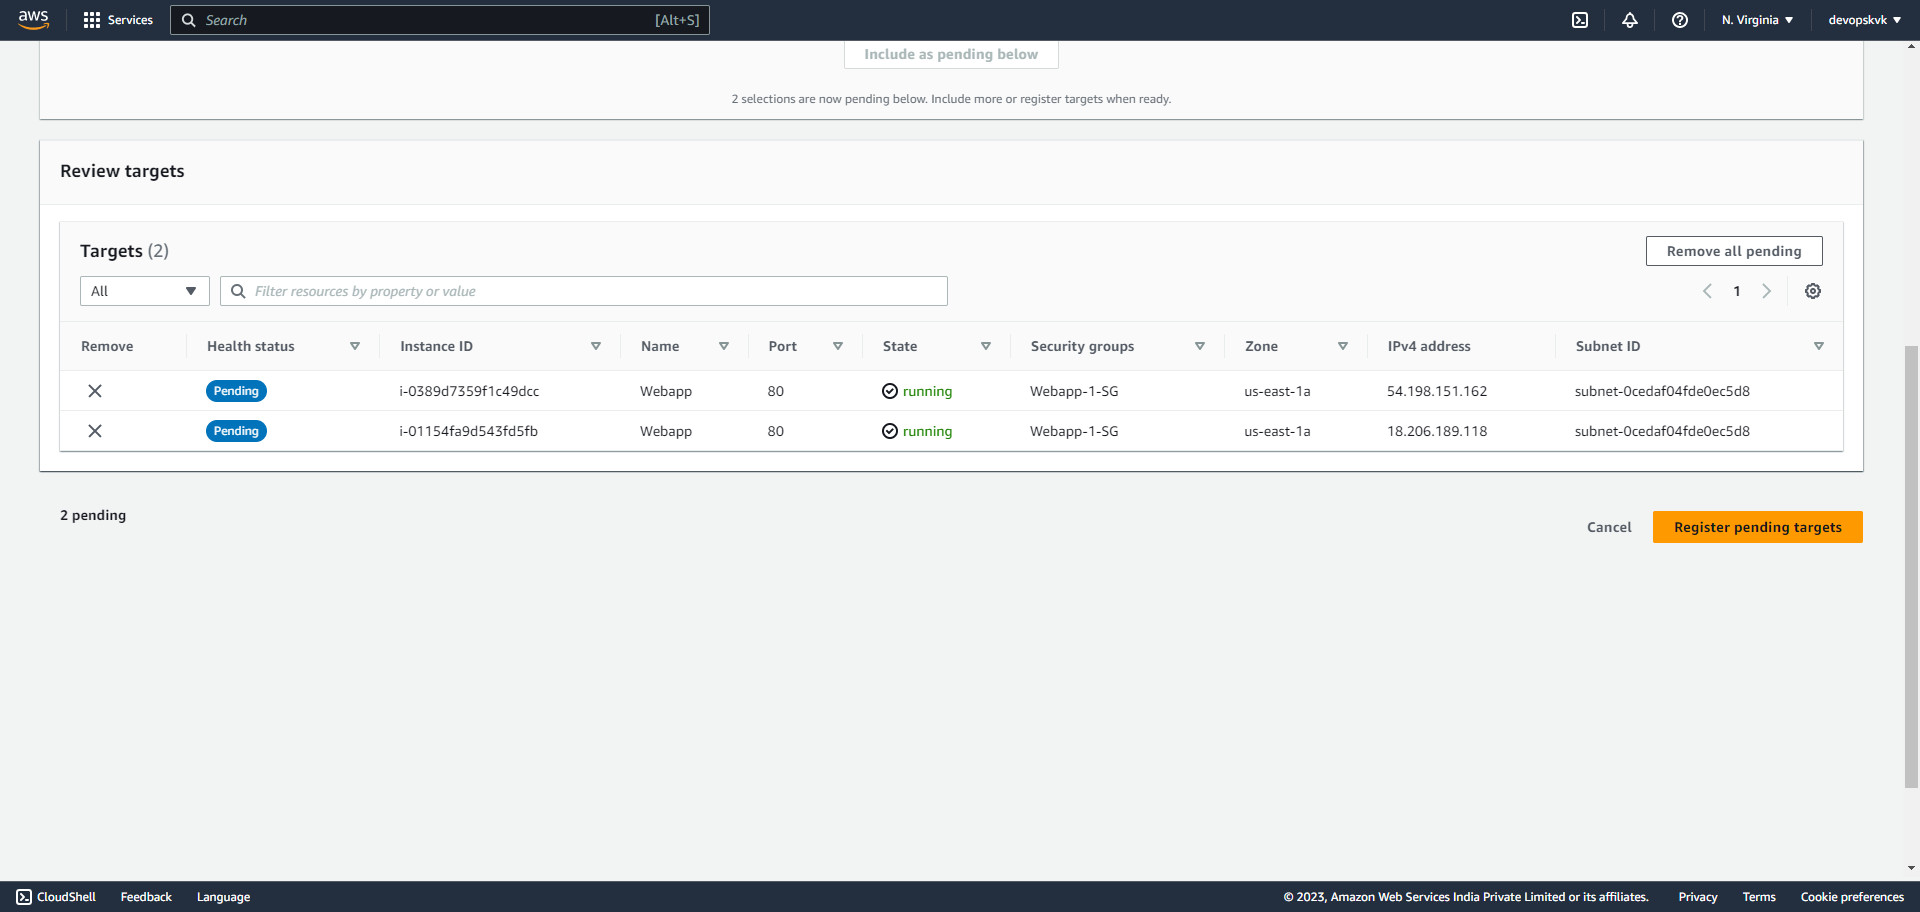 aws Services Search [Alt+S] N. Virginia devopskvk
Include as pending below
2 selections are now pending below. Include more or register targets when ready.
Review targets
Targets (2) Remove all pending
All Filter resources by property or value 1
Remove Health status Instance ID Name Port State Security groups Zone IPv4 address Subnet ID
Pending i-0389d7359f1c49dcc Webapp 80 running Webapp-1-SG us-east-1a 54.198.151.162 subnet-0cedaf04fde0ec5d8
Pending i-01154fa9d543fd5fb Webapp 80 running Webapp-1-SG us-east-1a 18.206.189.118 subnet-0cedaf04fde0ec5d8
2 pending
Cancel Register pending targets
CloudShell Feedback Language © 2023, Amazon Web Services India Private Limited or its affiliates. Privacy Terms Cookie preferences